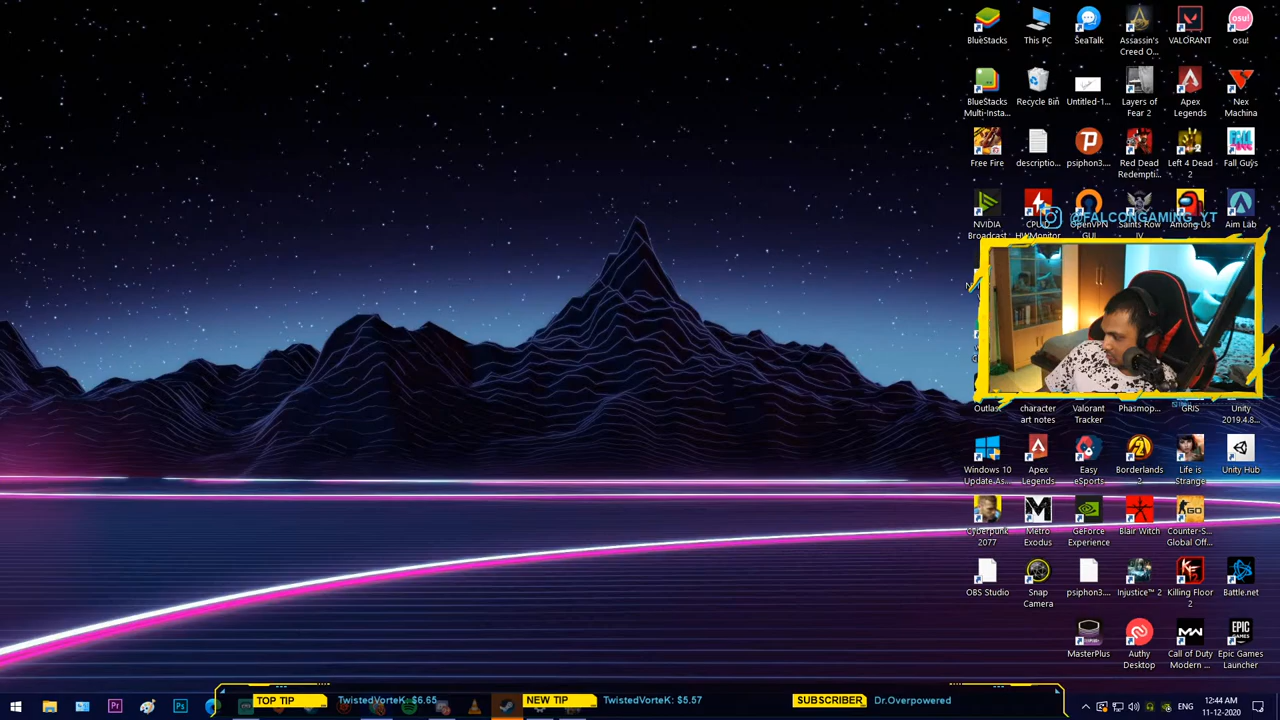 BlueStacks
This PC
SeaTalk
Assassin's
Creed O...
VALORANT
osu!
BlueStacks
Multi-Insta...
Recycle Bin
Untitled-1...
Layers of
Fear 2
Apex
Legends
Nex
Machina
Free Fire
descriptio...
psiphon3....
Red Dead
Redempti...
Left 4 Dead
2
Fall Guys
NVIDIA
Broadcast
CPUID
HWMonitor
OpenVPN
GUI
Saints Row
IV
Among Us
Aim Lab
@FALCONGAMING_YT
Outlast
character
art notes
Valorant
Tracker
Phasmop...
GRIS
Unity
2019.4.8...
Windows 10
Update As...
Apex
Legends
Easy
eSports
Borderlands
2
Life is
Strange
Unity Hub
Cyberpunk
2077
Metro
Exodus
GeForce
Experience
Blair Witch
Counter-S...
Global Off...
OBS Studio
Snap
Camera
psiphon3....
Injustice™ 2
Killing Floor
2
Battle.net
MasterPlus
Authy
Desktop
Call of Duty
Modern ...
Epic Games
Launcher
TOP TIP
TwistedVorteK: $6.65
NEW TIP
TwistedVorteK: $5.57
SUBSCRIBER
Dr.Overpowered
ENG
12:44 AM
11-12-2020